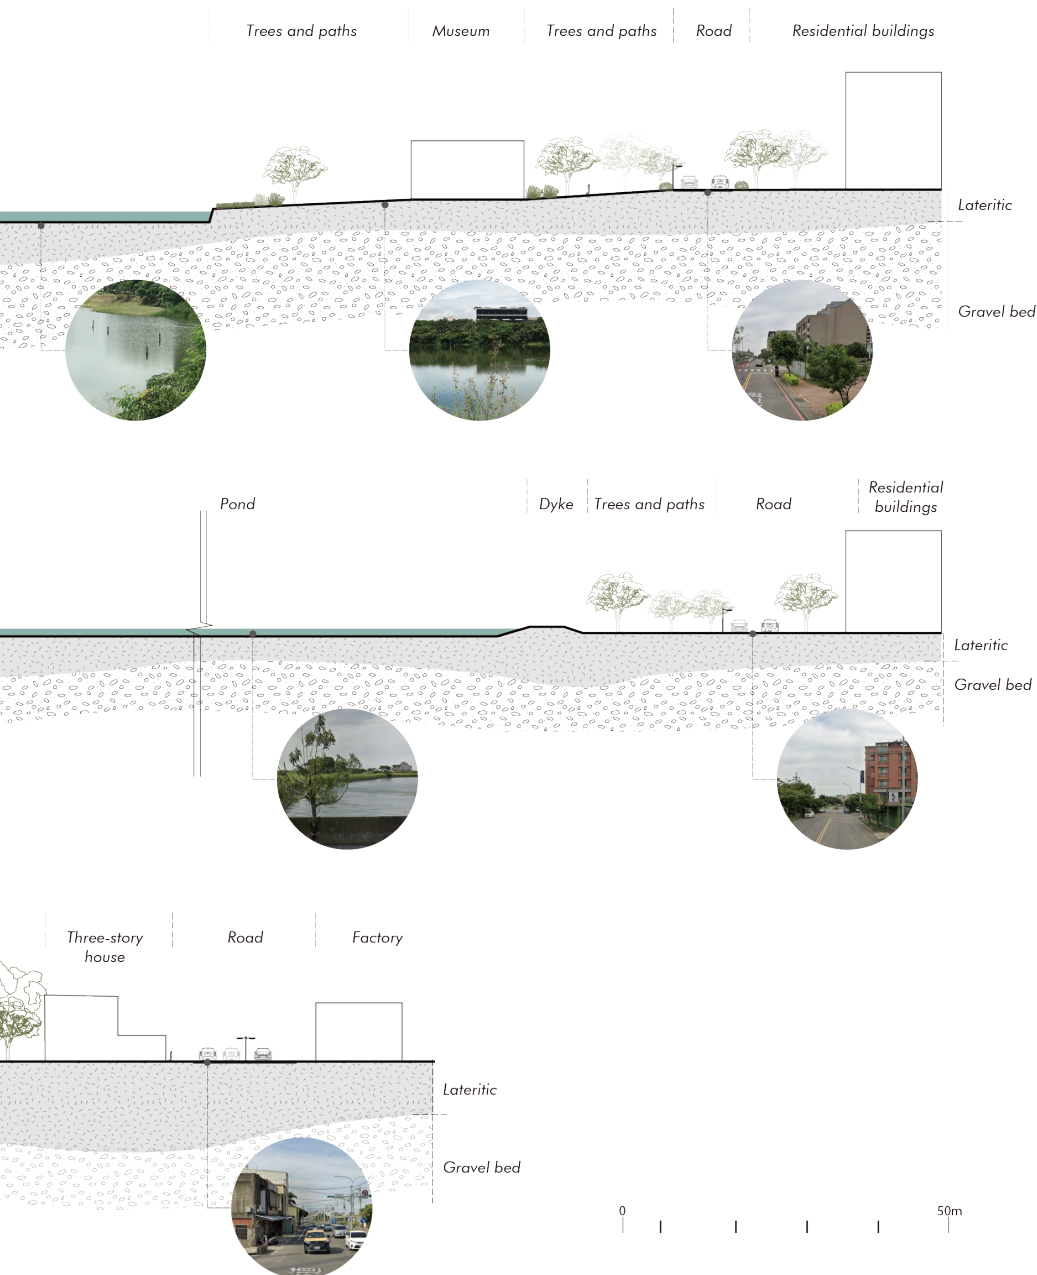 Trees and paths
Museum
Trees and paths
Road
Residential buildings
Lateritic
Gravel bed
Pond
Dyke
Trees and paths
Road
Residential
buildings
Lateritic
Gravel bed
Three-story
house
Road
Factory
Lateritic
Gravel bed
0
50m